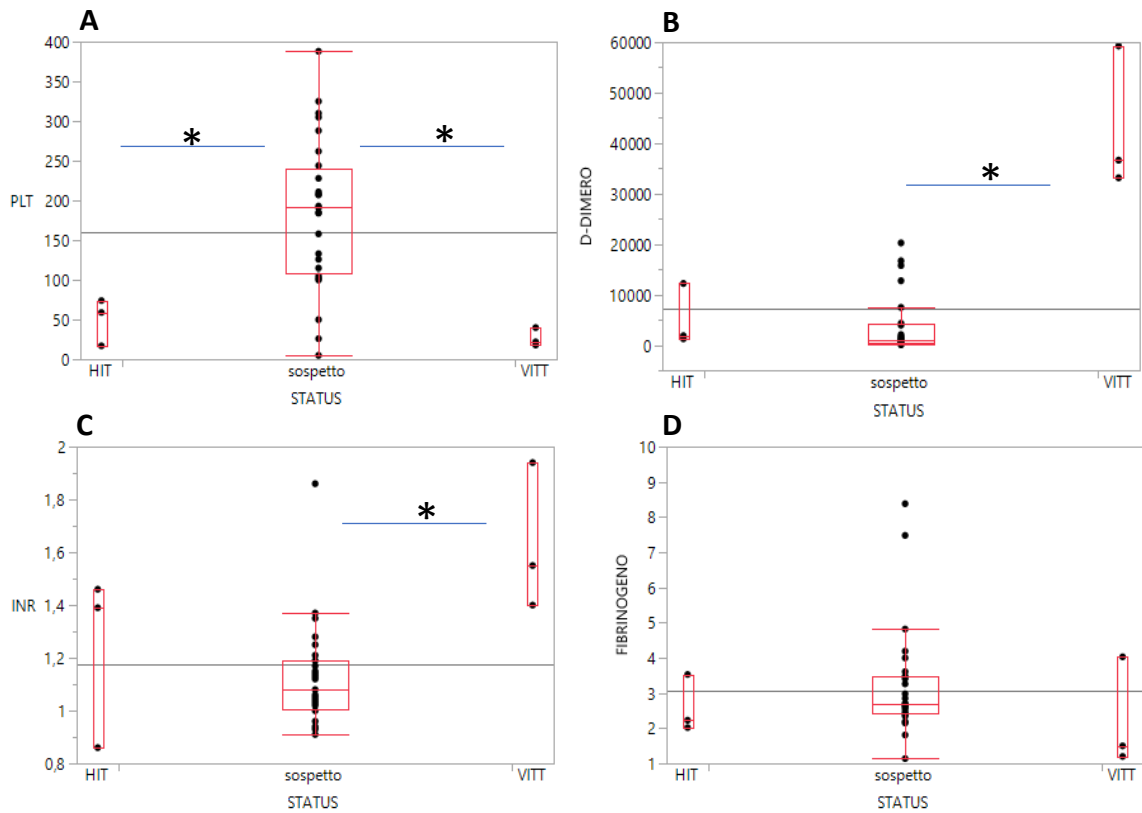 A
400
350
300
250
200
150
100
50
0
PLT
*
*
HIT
sospetto
VITT
STATUS
B
60000
50000
40000
30000
20000
10000
0
D-DIMERO
*
HIT
sospetto
VITT
STATUS
C
2
1,8
1,6
1,4
1,2
1
0,8
INR
*
HIT
sospetto
VITT
STATUS
D
10
9
8
7
6
5
4
3
2
1
FIBRINOGENO
HIT
sospetto
VITT
STATUS